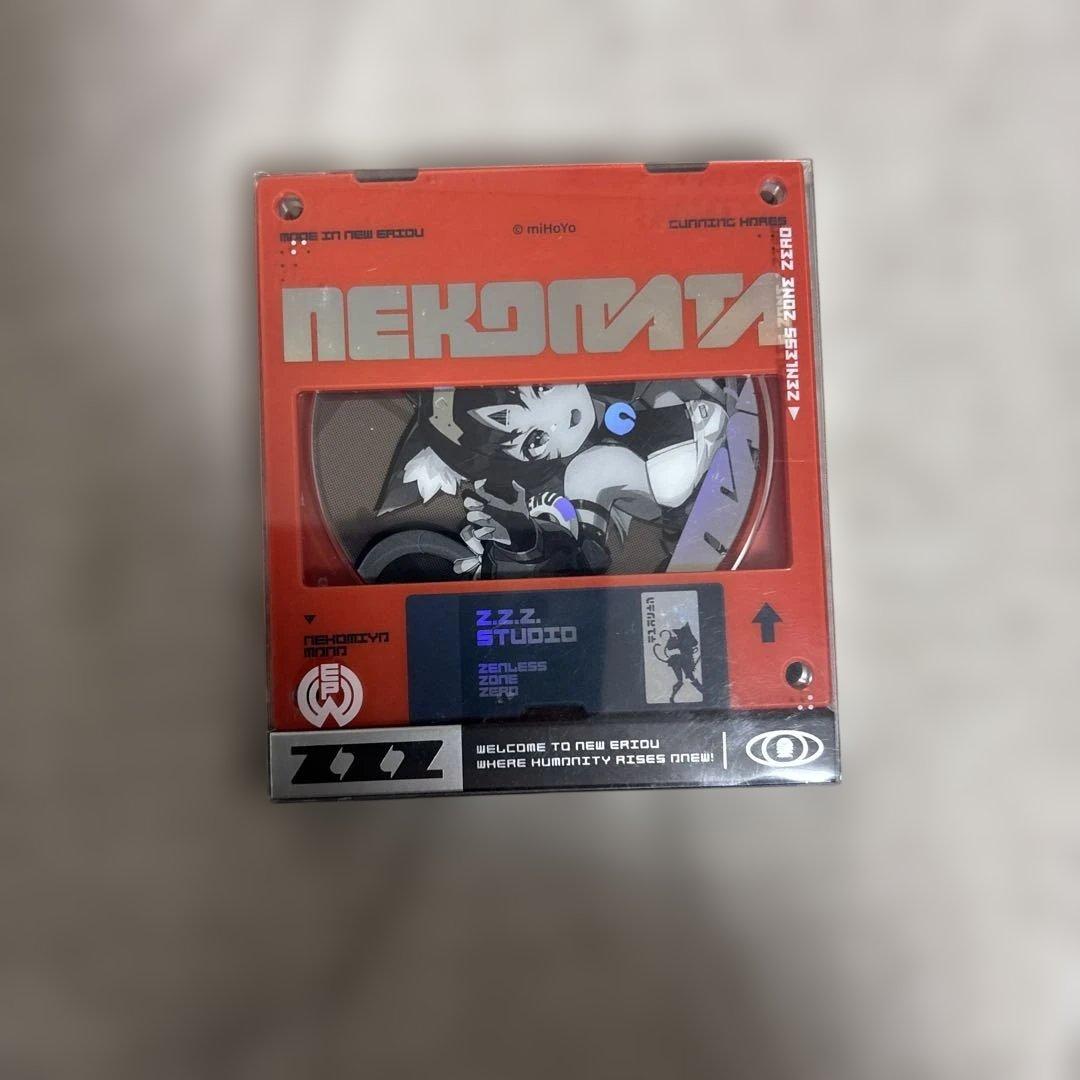 MADE IN NEW ERIDU
© miHoYo
CUNNING HARES
NEKOMATA
ZENLESS ZONE ZERO
Z.Z.Z.
STUDIO
ZENLESS
ZONE
ZERO
NEKOMIYA
MANA
EP
W
ZZZ
WELCOME TO NEW ERIDU
WHERE HUMANITY RISES ANEW!